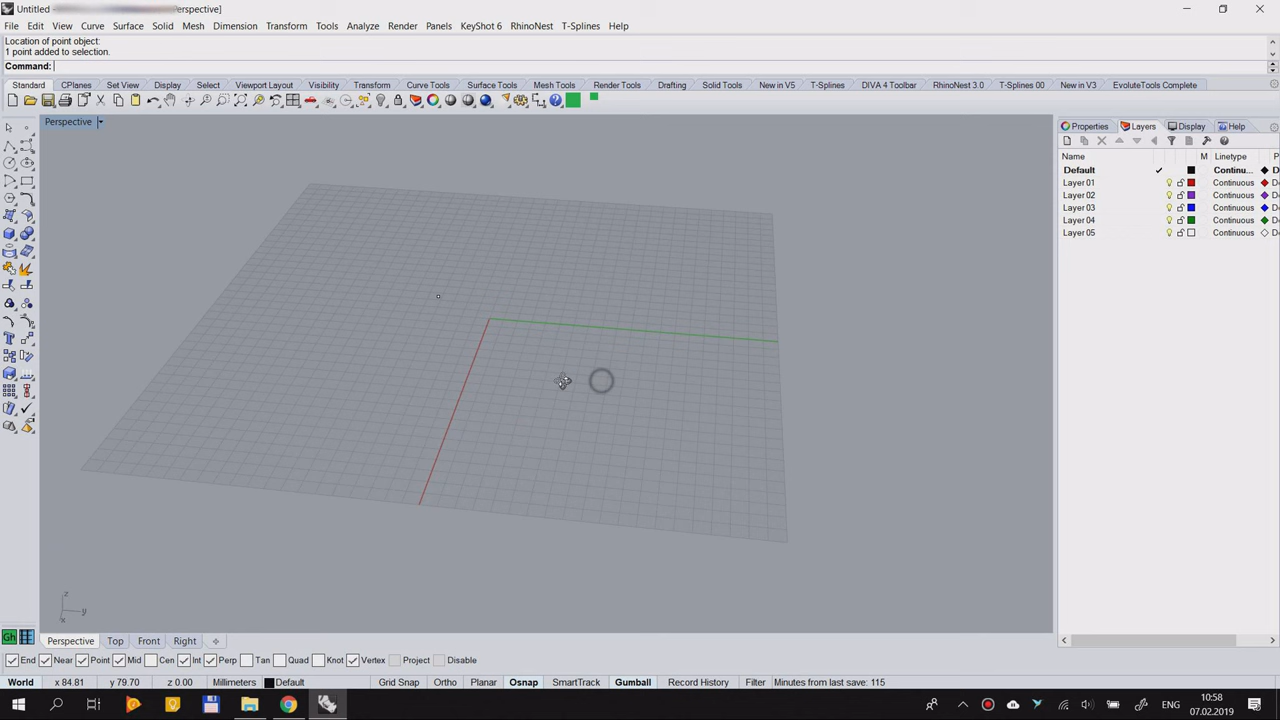 Untitled - Perspective]
File Edit View Curve Surface Solid Mesh Dimension Transform Tools Analyze Render Panels KeyShot 6 RhinoNest T-Splines Help
Location of point object:
1 point added to selection.
Command:
Standard CPlanes Set View Display Select Viewport Layout Visibility Transform Curve Tools Surface Tools Mesh Tools Render Tools Drafting Solid Tools New in V5 T-Splines DIVA 4 Toolbar RhinoNest 3.0 T-Splines 00 New in V3 EvoluteTools Complete
Perspective
Properties Layers Display Help
Name M Linetype P
Default Continu... D
Layer 01 Continuous De
Layer 02 Continuous De
Layer 03 Continuous De
Layer 04 Continuous De
Layer 05 Continuous De
z
y
x
Gh
Perspective Top Front Right
End Near Point Mid Cen Int Perp Tan Quad Knot Vertex Project Disable
World x 84.81 y 79.70 z 0.00 Millimeters Default Grid Snap Ortho Planar Osnap SmartTrack Gumball Record History Filter Minutes from last save: 115
ENG
10:58
07.02.2019